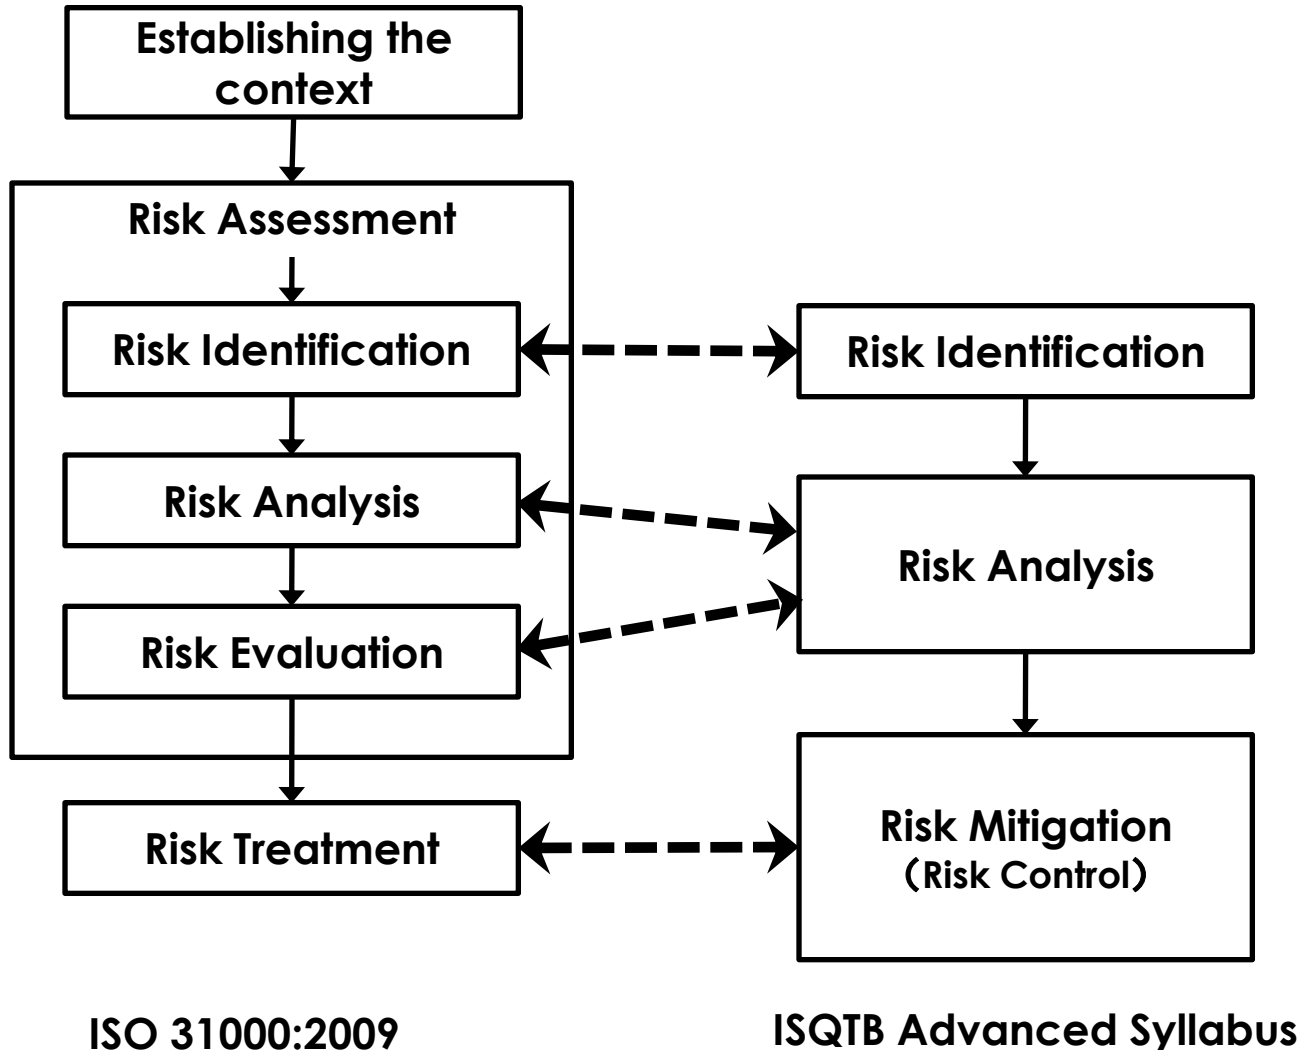 Establishing the
context
Risk Assessment
Risk Identification
Risk Analysis
Risk Evaluation
Risk Treatment
Risk Identification
Risk Analysis
Risk Mitigation
（Risk Control）
ISO 31000:2009
ISQTB Advanced Syllabus